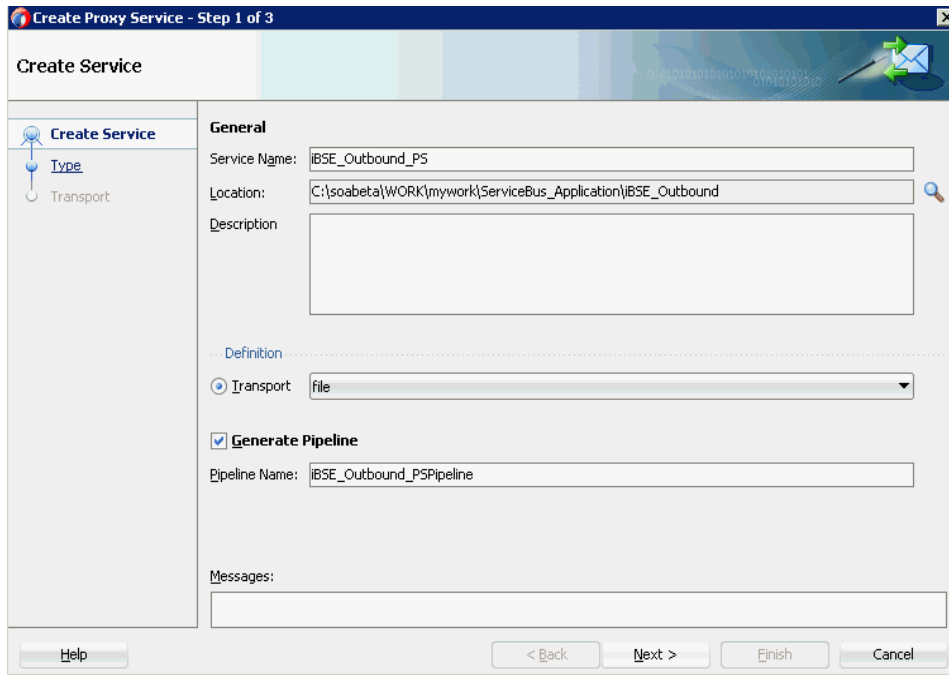 Create Proxy Service - Step 1 of 3
Create Service
Create Service
Type
Transport
General
Service Name: iBSE_Outbound_PS
Location: C:\soabeta\WORK\mywork\ServiceBus_Application\iBSE_Outbound
Description
Definition
Transport file
Generate Pipeline
Pipeline Name: iBSE_Outbound_PSPipeline
Messages:
Help < Back Next > Finish Cancel